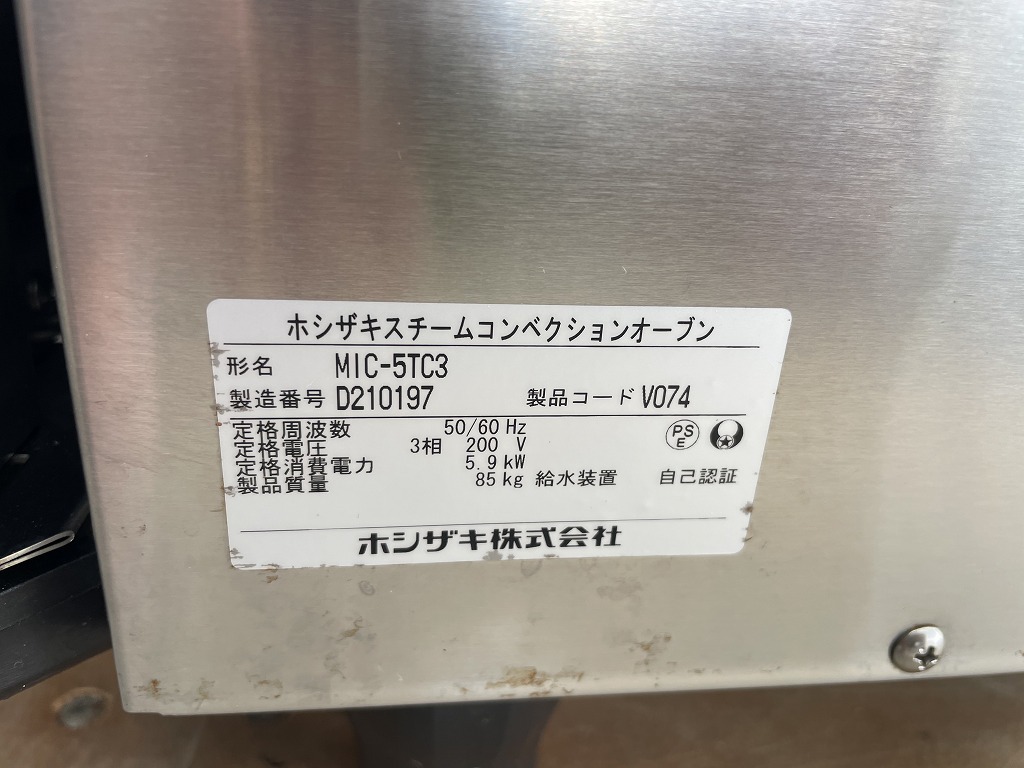 ホシザキスチームコンベクションオーブン
形名 MIC-5TC3
製造番号 D210197 製品コード V074
定格周波数 50/60 Hz
定格電圧 3相 200 V
定格消費電力 5.9 kW
製品質量 85 kg 給水装置 自己認証
PS
E
ホシザキ株式会社